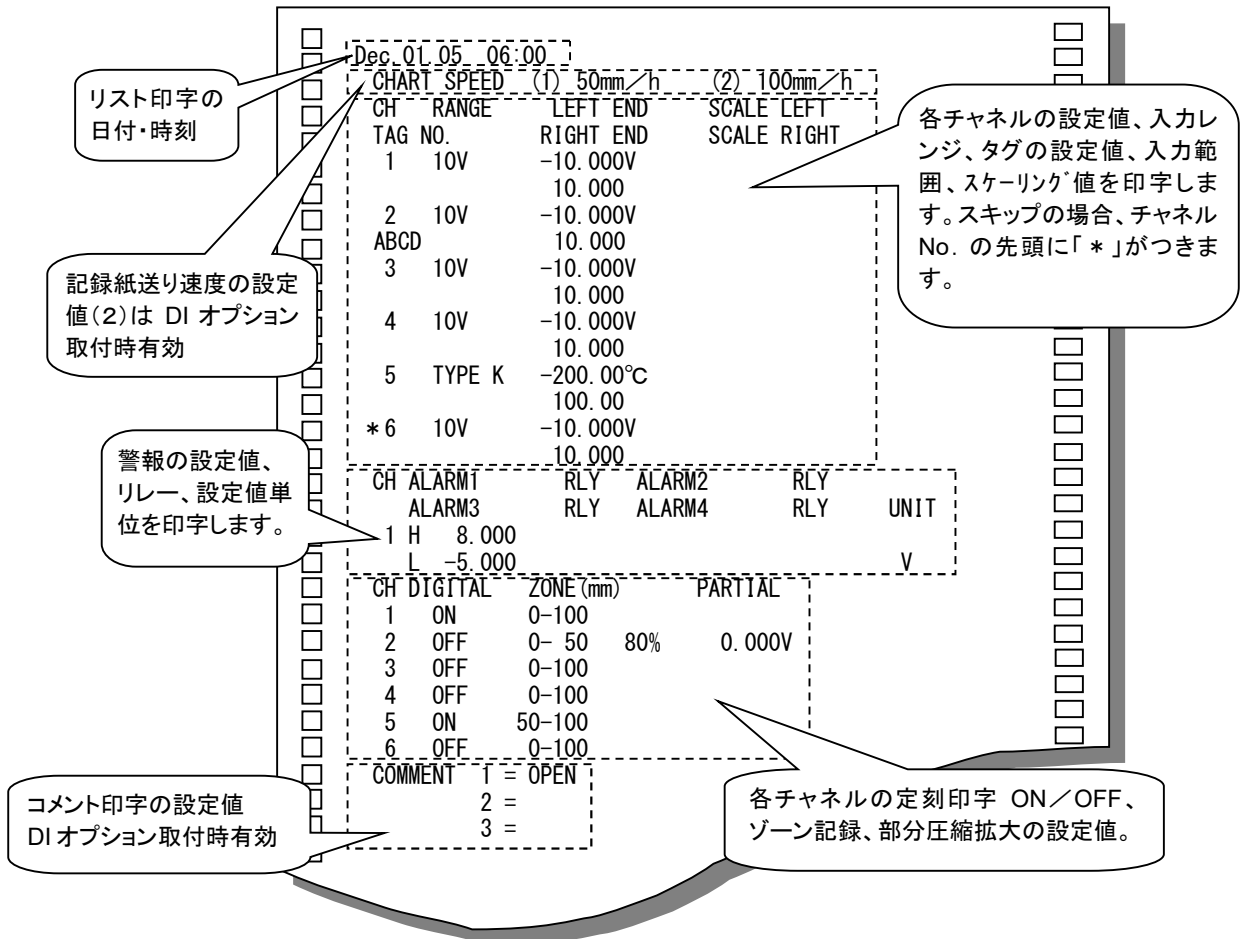 Dec.01.05 06:00
CHART SPEED (1) 50mm/h (2) 100mm/h
CH RANGE LEFT END SCALE LEFT
TAG NO. RIGHT END SCALE RIGHT
1 10V -10.000V
10.000
2 10V -10.000V
ABCD 10.000
3 10V -10.000V
10.000
4 10V -10.000V
10.000
5 TYPE K -200.00℃
100.00
*6 10V -10.000V
10.000
CH ALARM1 RLY ALARM2 RLY
ALARM3 RLY ALARM4 RLY UNIT
1 H 8.000
L -5.000 V
CH DIGITAL ZONE(mm) PARTIAL
1 ON 0-100
2 OFF 0- 50 80% 0.000V
3 OFF 0-100
4 OFF 0-100
5 ON 50-100
6 OFF 0-100
COMMENT 1 = OPEN
2 =
3 =
リスト印字の
日付・時刻
記録紙送り速度の設定
値(2)は DI オプション
取付時有効
各チャネルの設定値、入力レ
ンジ、タグの設定値、入力範
囲、スケーリング値を印字しま
す。スキップの場合、チャネル
No. の先頭に「*」がつきま
す。
警報の設定値、
リレー、設定値単
位を印字します。
コメント印字の設定値
DI オプション取付時有効
各チャネルの定刻印字 ON/OFF、
ゾーン記録、部分圧縮拡大の設定値。